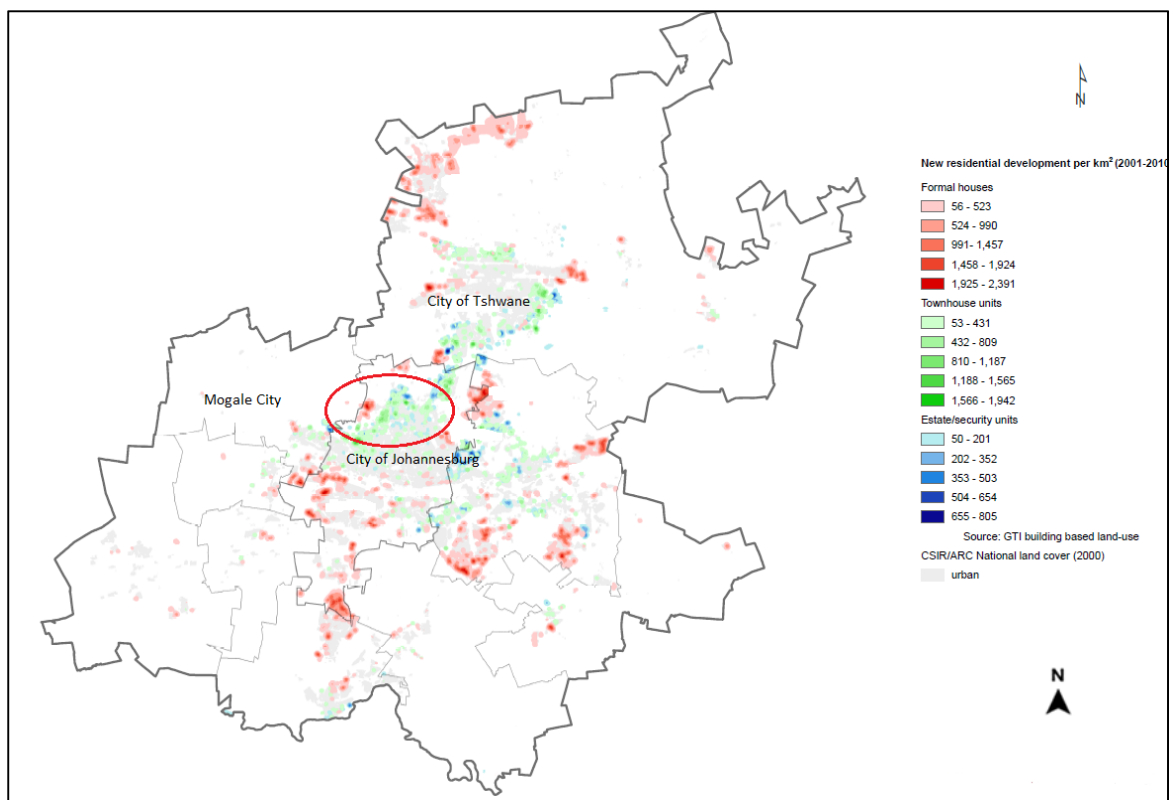 N
New residential development per km² (2001-2010
Formal houses
56 - 523
524 - 990
991- 1,457
1,458 - 1,924
1,925 - 2,391
Townhouse units
53 - 431
432 - 809
810 - 1,187
1,188 - 1,565
1,566 - 1,942
Estate/security units
50 - 201
202 - 352
353 - 503
504 - 654
655 - 805
Source: GTI building based land-use
CSIR/ARC National land cover (2000)
urban
City of Tshwane
Mogale City
City of Johannesburg
N